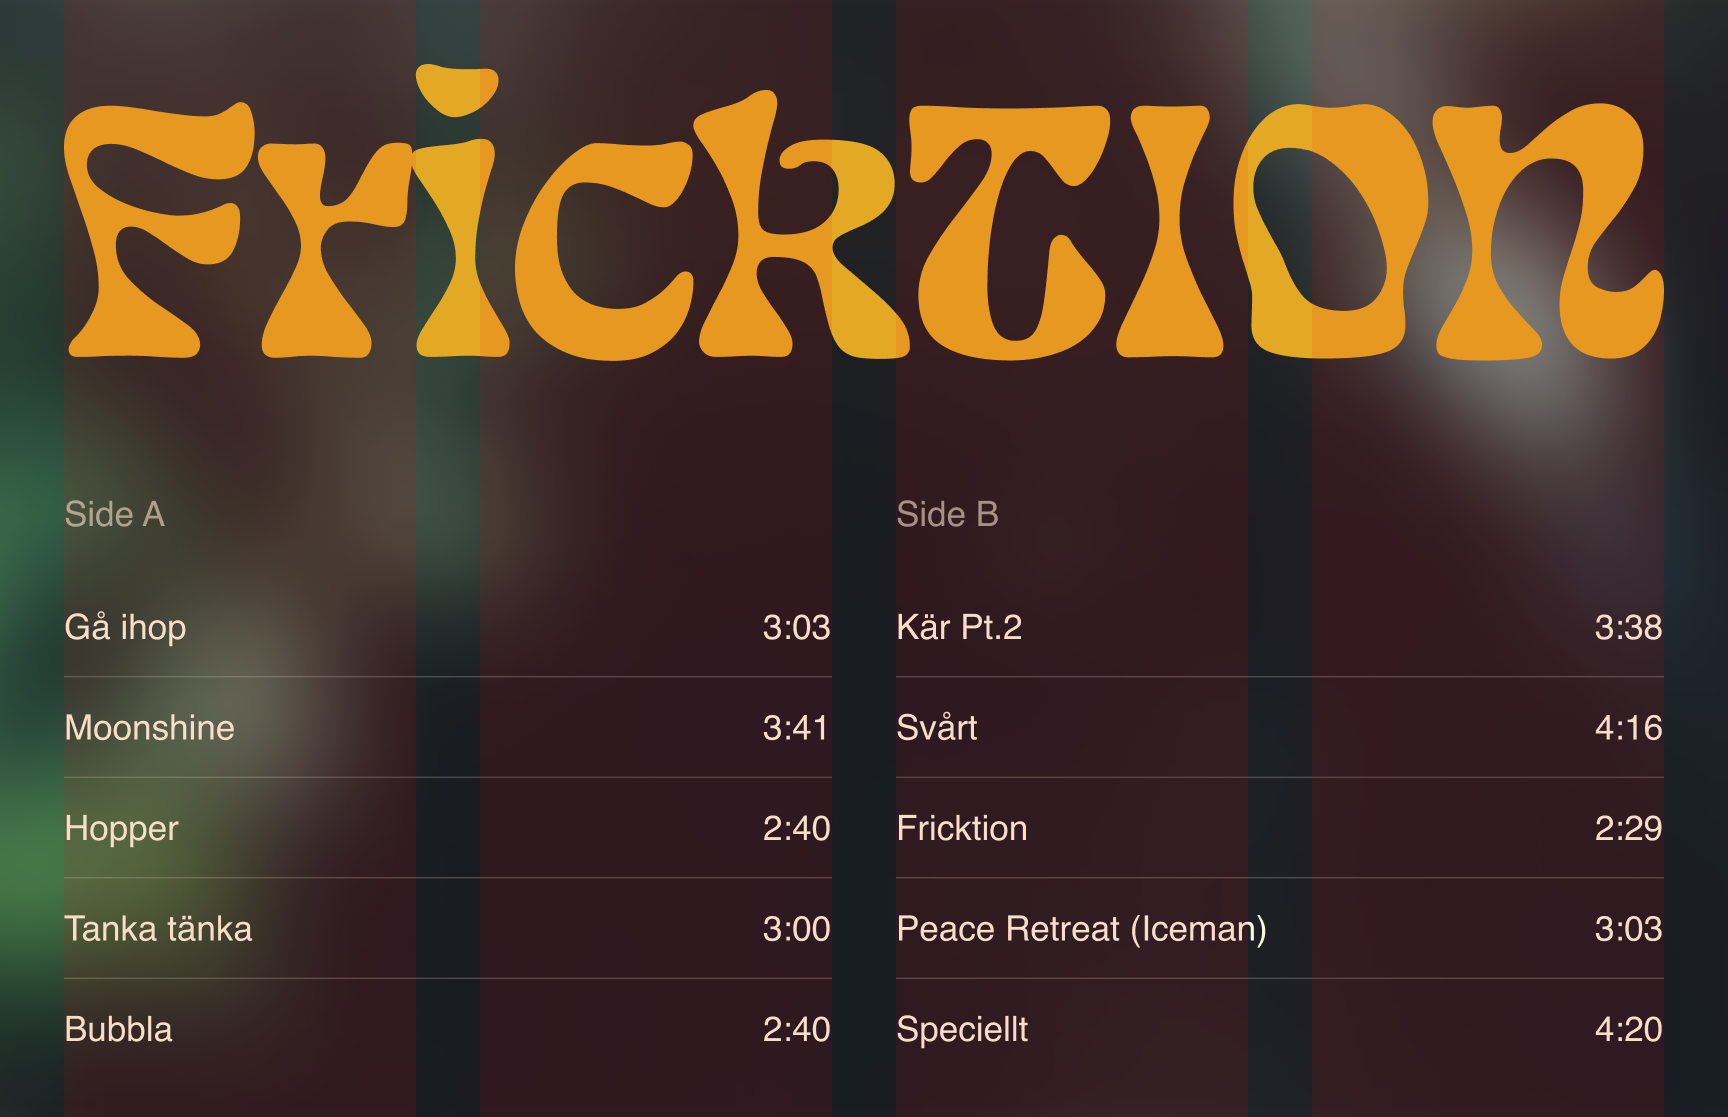 FrickTIOn
Side A
Gå ihop 3:03
Moonshine 3:41
Hopper 2:40
Tanka tänka 3:00
Bubbla 2:40
Side B
Kär Pt.2 3:38
Svårt 4:16
Fricktion 2:29
Peace Retreat (Iceman) 3:03
Speciellt 4:20